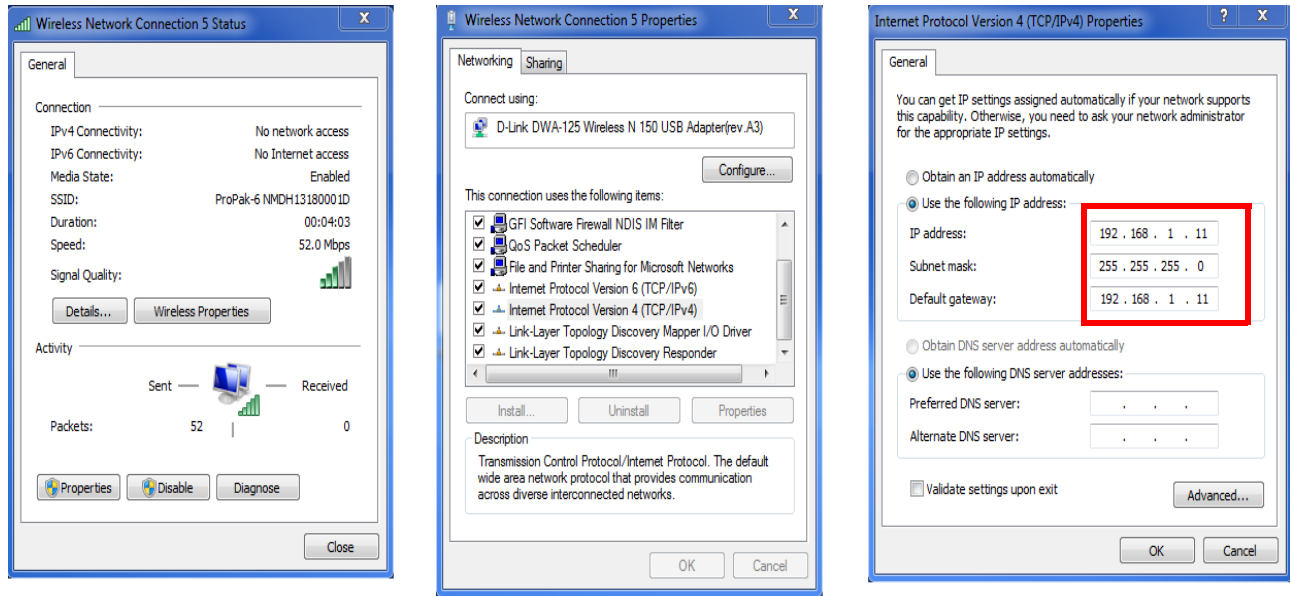 Wireless Network Connection 5 Status
General
Connection
IPv4 Connectivity: No network access
IPv6 Connectivity: No Internet access
Media State: Enabled
SSID: ProPak-6 NMDH13180001D
Duration: 00:04:03
Speed: 52.0 Mbps
Signal Quality:
Details...
Wireless Properties
Activity
Sent
Received
Packets: 52 0
Properties
Disable
Diagnose
Close
Wireless Network Connection 5 Properties
Networking
Sharing
Connect using:
D-Link DWA-125 Wireless N 150 USB Adapter(rev.A3)
Configure...
This connection uses the following items:
GFI Software Firewall NDIS IM Filter
QoS Packet Scheduler
File and Printer Sharing for Microsoft Networks
Internet Protocol Version 6 (TCP/IPv6)
Internet Protocol Version 4 (TCP/IPv4)
Link-Layer Topology Discovery Mapper I/O Driver
Link-Layer Topology Discovery Responder
Install...
Uninstall
Properties
Description
Transmission Control Protocol/Internet Protocol. The default
wide area network protocol that provides communication
across diverse interconnected networks.
OK
Cancel
Internet Protocol Version 4 (TCP/IPv4) Properties
General
You can get IP settings assigned automatically if your network supports
this capability. Otherwise, you need to ask your network administrator
for the appropriate IP settings.
Obtain an IP address automatically
Use the following IP address:
IP address: 192 . 168 . 1 . 11
Subnet mask: 255 . 255 . 255 . 0
Default gateway: 192 . 168 . 1 . 11
Obtain DNS server address automatically
Use the following DNS server addresses:
Preferred DNS server: . . .
Alternate DNS server: . . .
Validate settings upon exit
Advanced...
OK
Cancel